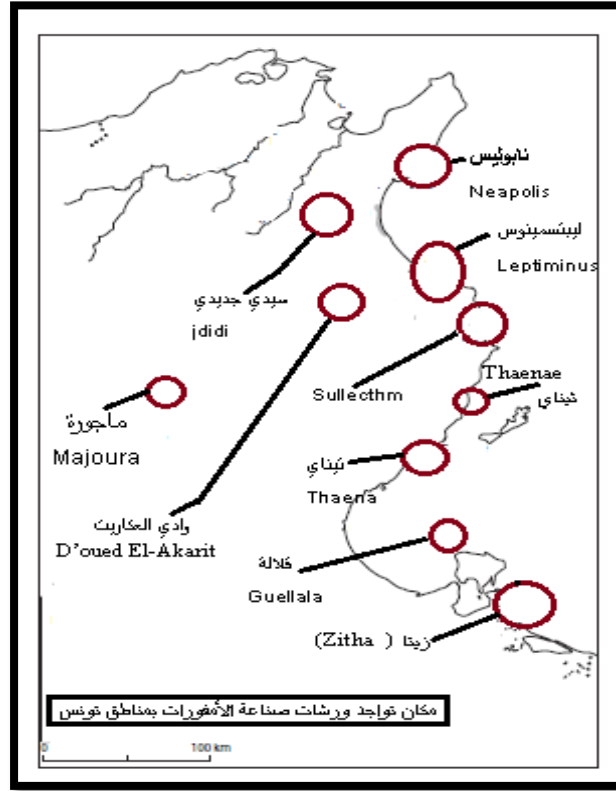 نابوليس
Neapolis
ليبتسمينوس
Leptiminus
سيدي جديدي
jdidi
Sullecthm
Thaenae
ثيناي
ماجورة
Majoura
ثيناي
Thaena
وادي العكاريت
D'oued El-Akarit
قلالة
Guellala
زيتا ( Zitha)
مكان تواجد ورشات صناعة الأمفورات بمناطق تونس
0 100 km